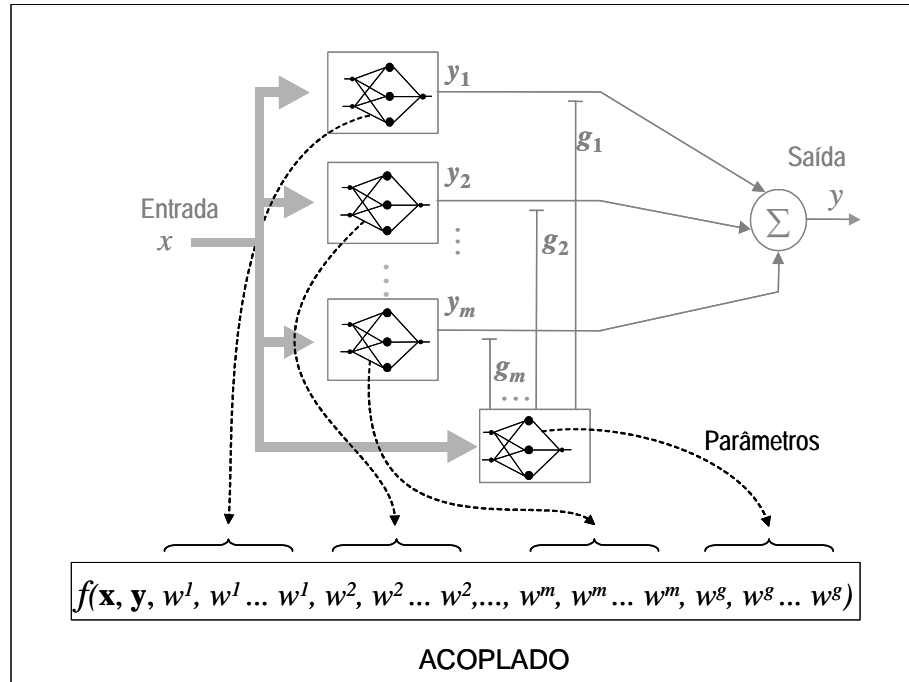 y₁
g₁
Saída
y₂
Entrada
x
Σ
y
g₂
yₘ
gₘ
Parâmetros
f(x, y, w¹, w¹ ... w¹, w², w² ... w²,..., wᵐ, wᵐ ... wᵐ, wᵍ, wᵍ ... wᵍ)
ACOPLADO